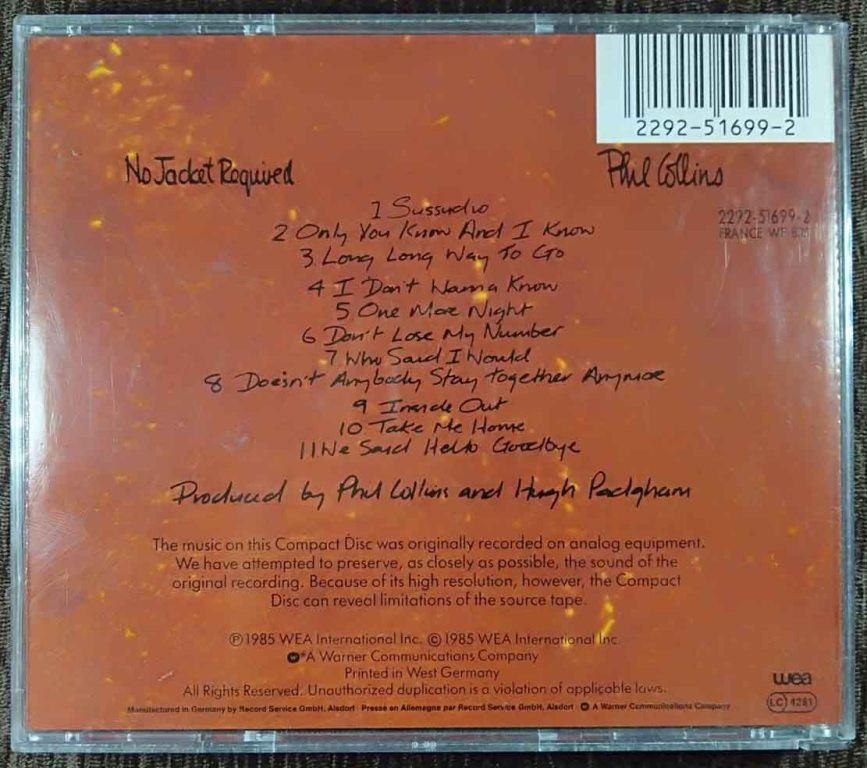 2292-51699-2
No Jacket Required
Phil Collins
1 Sussudio
2292-51699-2
2 Only You Know And I Know
FRANCE WE 835
3 Long Long Way To Go
4 I Don't Wanna Know
5 One More Night
6 Don't Lose My Number
7 Who Said I Would
8 Doesn't Anybody Stay Together Anymore
9 Inside Out
10 Take Me Home
11 We Said Hello Goodbye
Produced by Phil Collins and Hugh Padgham
The music on this Compact Disc was originally recorded on analog equipment.
We have attempted to preserve, as closely as possible, the sound of the
original recording. Because of its high resolution, however, the Compact
Disc can reveal limitations of the source tape.
℗1985 WEA International Inc. ©1985 WEA International Inc.
A Warner Communications Company
Printed in West Germany
All Rights Reserved. Unauthorized duplication is a violation of applicable laws.
wea
LC 4281
Manufactured in Germany by Record Service GmbH, Alsdorf Presse en Allemagne par Record Service GmbH, Alsdorf A Warner Communications Company